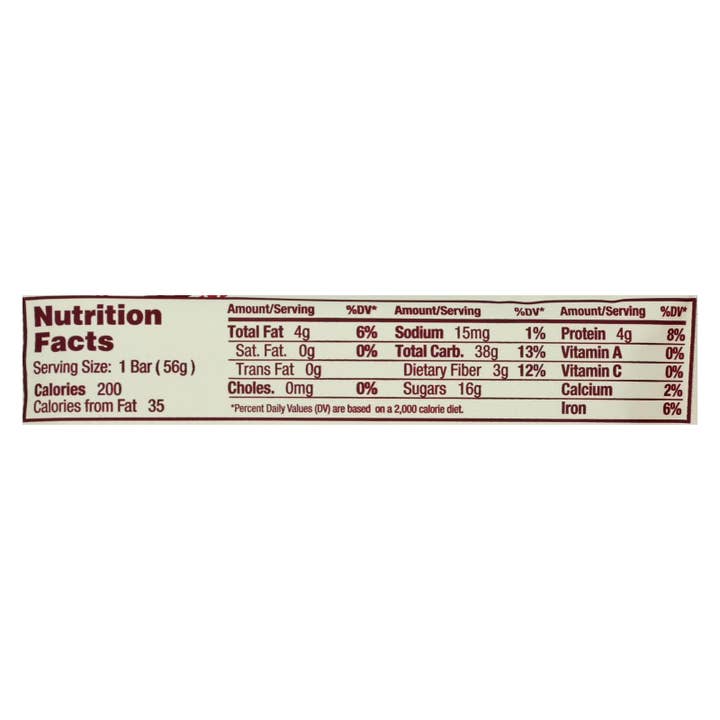 Nutrition
Facts
Serving Size: 1 Bar ( 56g )
Calories 200
Calories from Fat 35
Amount/Serving %DV*
Total Fat 4g 6%
Sat. Fat. 0g 0%
Trans Fat 0g
Choles. 0mg 0%
*Percent Daily Values (DV) are based on a 2,000 calorie diet.
Amount/Serving %DV*
Sodium 15mg 1%
Total Carb. 38g 13%
Dietary Fiber 3g 12%
Sugars 16g
Amount/Serving %DV*
Protein 4g 8%
Vitamin A 0%
Vitamin C 0%
Calcium 2%
Iron 6%